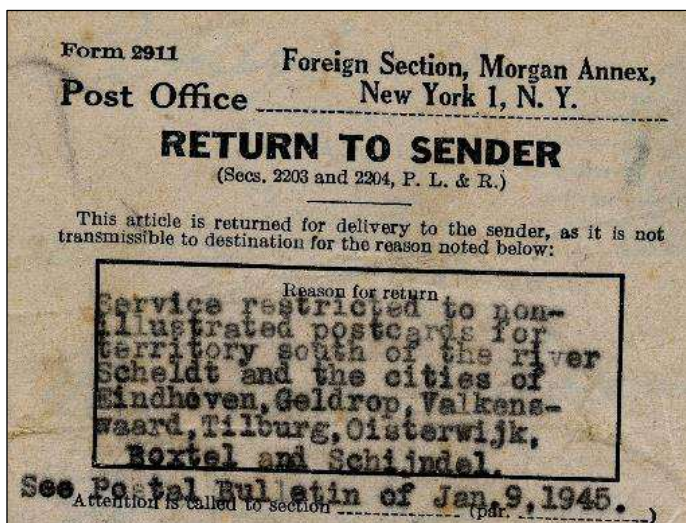 Form 2911
Foreign Section, Morgan Annex,
Post Office New York 1, N. Y.
RETURN TO SENDER
(Secs. 2203 and 2204, P. L. & R.)
This article is returned for delivery to the sender, as it is not
transmissible to destination for the reason noted below:
Reason for return
Service restricted to non-
illustrated postcards for
territory south of the river
Scheldt and the cities of
Eindhoven,Geldrop,Valkens-
waard,Tilburg,Oisterwijk,
Boxtel and Schijndel.
See Postal Bulletin of Jan.9,1945.
Attention is called to section (par. )